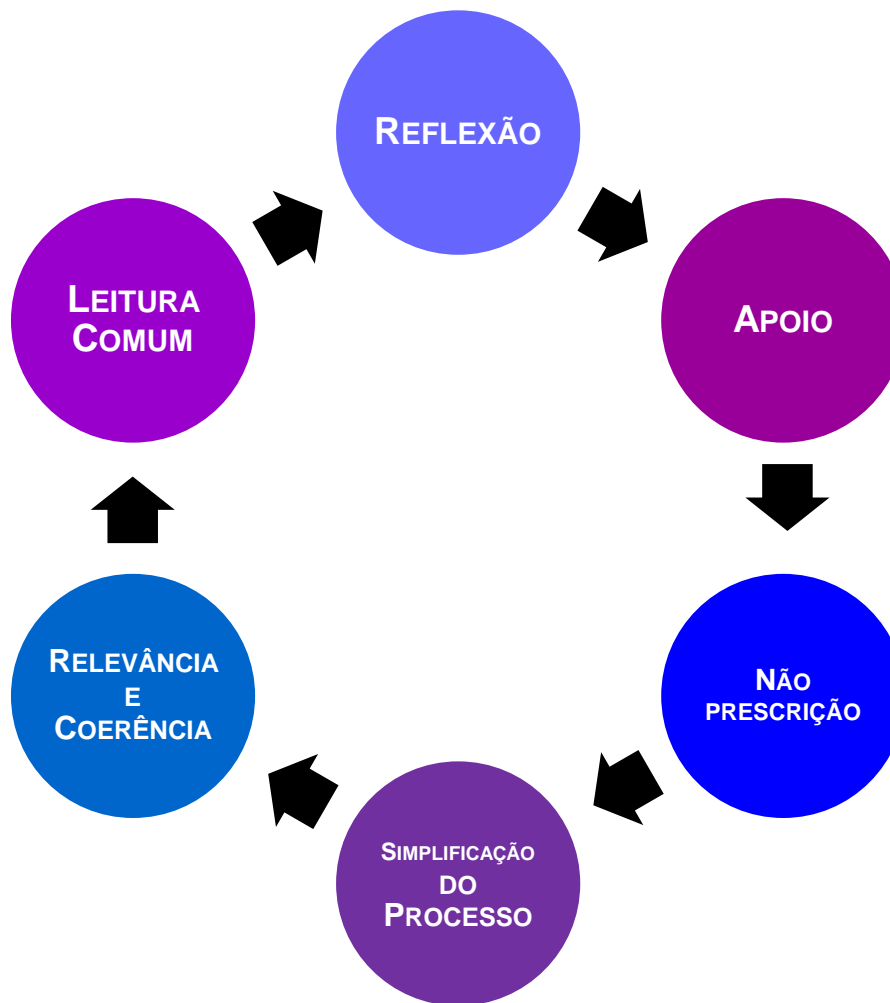 REFLEXÃO
APOIO
NÃO
PRESCRIÇÃO
SIMPLIFICAÇÃO
DO
PROCESSO
RELEVÂNCIA
E
COERÊNCIA
LEITURA
COMUM